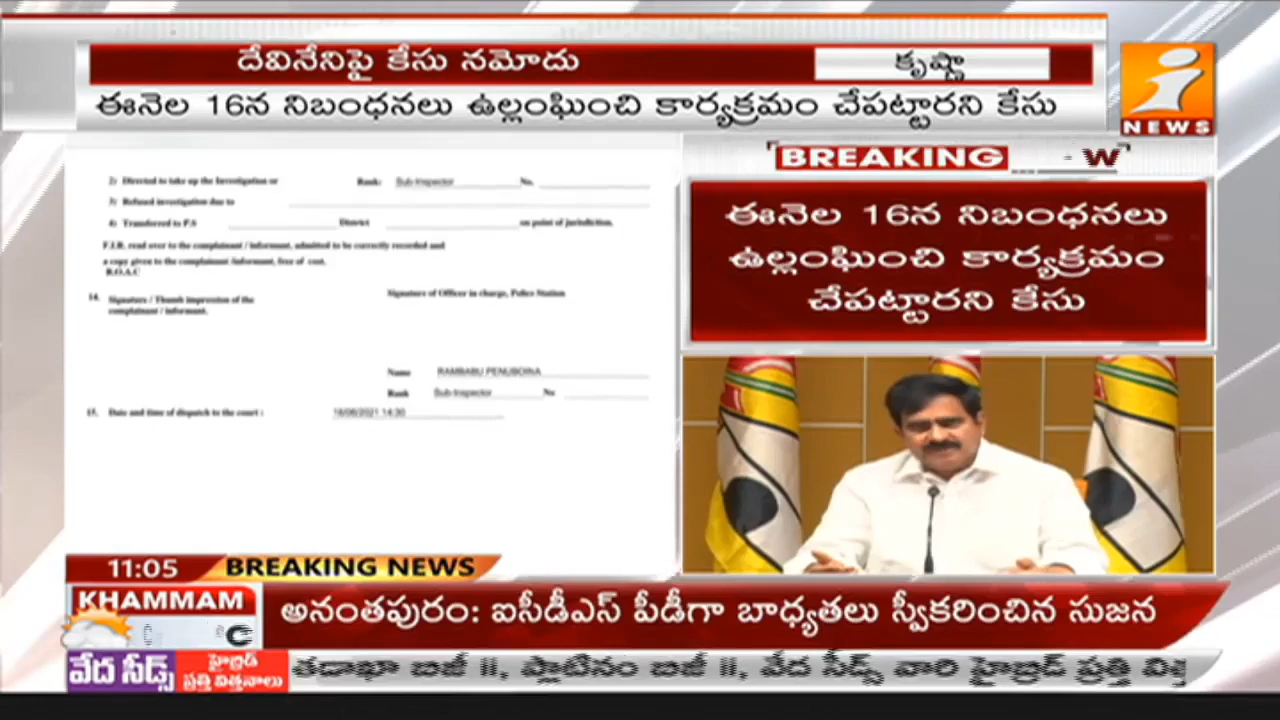 దేవినేనిపై కేసు నమోదు
కృష్ణా
ఈనెల 16న నిబంధనలు ఉల్లంఘించి కార్యక్రమం చేపట్టారని కేసు
i
NEWS
BREAKING
W
ఈనెల 16న నిబంధనలు
ఉల్లంఘించి కార్యక్రమం
చేపట్టారని కేసు
2) Directed to take up the Investigation or Rank: Sub-Inspector No.
3) Refused investigation due to
4) Transferred to P.S District on point of jurisdiction.
F.I.R. read over to the complainant / informant, admitted to be correctly recorded and
a copy given to the complainant /informant, free of cost.
R.O.A.C
14. Signature / Thumb impression of the
complainant / informant.
Signature of Officer in charge, Police Station
Name RAMBABU PENUBOINA
Rank Sub-Inspector No
15. Date and time of dispatch to the court : 18/06/2021 14:30
11:05 BREAKING NEWS
KHAMMAM
C
అనంతపురం: ఐసీడీఎస్ పీడీగా బాధ్యతలు స్వీకరించిన సుజన
వేద సీడ్స్
హైబ్రిడ్
ప్రత్తి విత్తనాలు
బిజీ II, ప్లాటినం బిజీ II, వేద సీడ్స్ వారి హైబ్రిడ్ ప్రత్తి